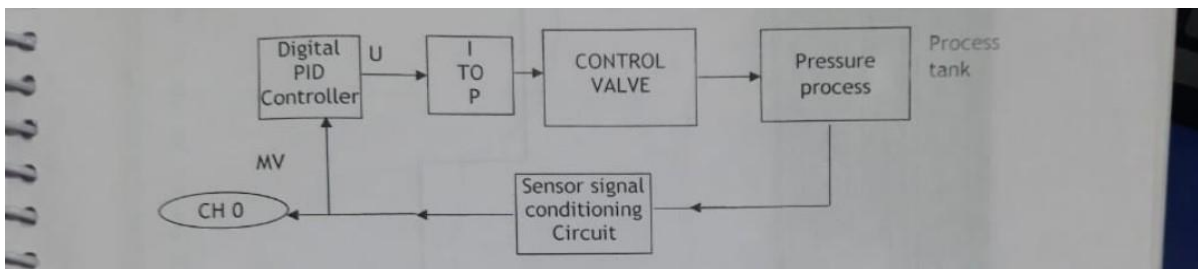 Digital
PID
Controller
U
I
TO
P
CONTROL
VALVE
Pressure
process
Process
tank
MV
CH 0
Sensor signal
conditioning
Circuit